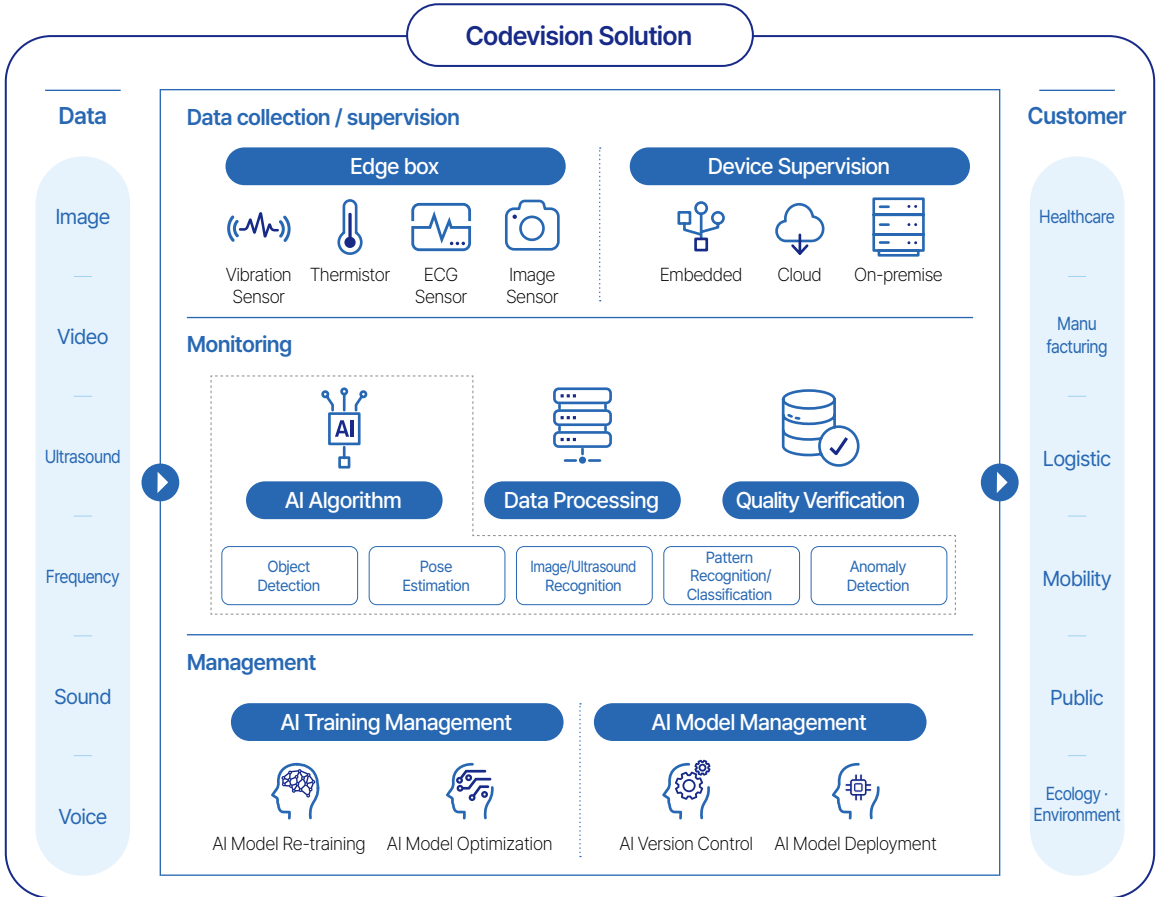 Codevision Solution
Data
Image
Video
Ultrasound
Frequency
Sound
Voice
Data collection / supervision
Edge box
Vibration
Sensor
Thermistor
ECG
Sensor
Image
Sensor
Device Supervision
Embedded
Cloud
On-premise
Monitoring
AI
AI Algorithm
Data Processing
Quality Verification
Object
Detection
Pose
Estimation
Image/Ultrasound
Recognition
Pattern
Recognition/
Classification
Anomaly
Detection
Management
AI Training Management
AI Model Re-training
AI Model Optimization
AI Model Management
AI Version Control
AI Model Deployment
Customer
Healthcare
Manu
facturing
Logistic
Mobility
Public
Ecology ·
Environment